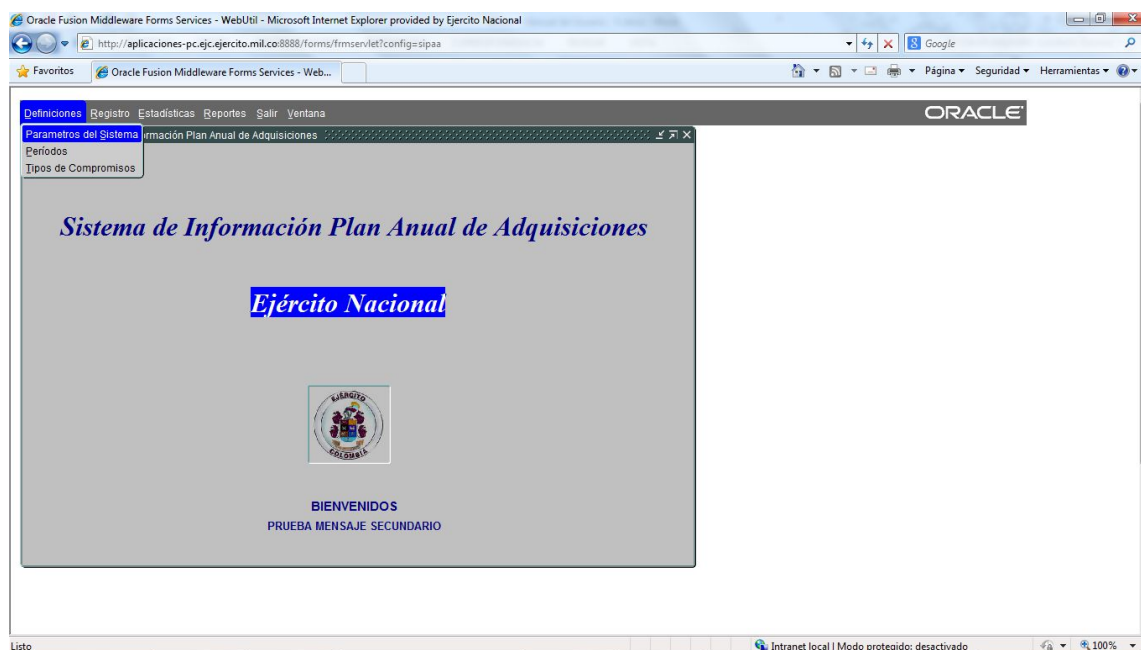 Oracle Fusion Middleware Forms Services - WebUtil - Microsoft Internet Explorer provided by Ejercito Nacional
http://aplicaciones-pc.ejc.ejercito.mil.co:8888/forms/frmservlet?config=sipaa
Google
Favoritos Oracle Fusion Middleware Forms Services - Web... Página Seguridad Herramientas
Definiciones Registro Estadísticas Reportes Salir Ventana ORACLE
Parametros del Sistema rmación Plan Anual de Adquisiciones
Períodos
Tipos de Compromisos
Sistema de Información Plan Anual de Adquisiciones
Ejército Nacional
EJERCITO
COLOMBIA
BIENVENIDOS
PRUEBA MENSAJE SECUNDARIO
Listo Intranet local | Modo protegido: desactivado 100%